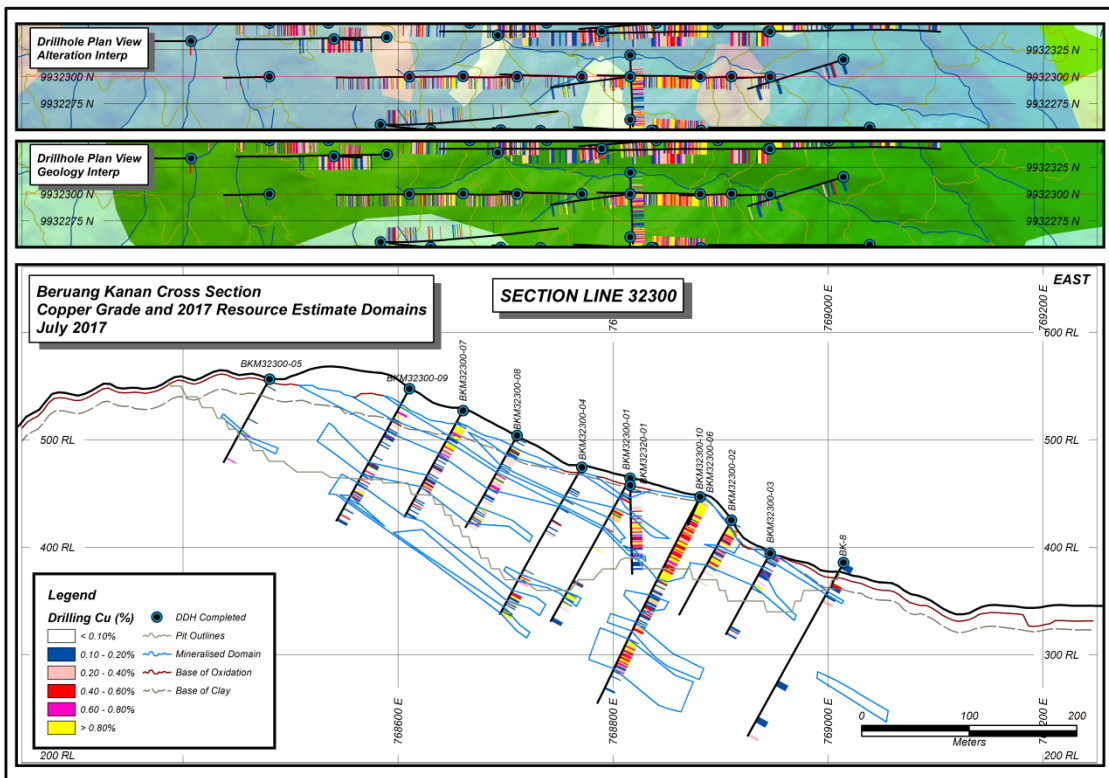 Drillhole Plan View
Alteration Interp
9932325 N
9932300 N
9932300 N
9932275 N
9932275 N
Drillhole Plan View
Geology Interp
9932325 N
9932300 N
9932300 N
9932275 N
9932275 N
Beruang Kanan Cross Section
Copper Grade and 2017 Resource Estimate Domains
July 2017
SECTION LINE 32300
EAST
769000 E
769200 E
600 RL
600 RL
BKM32300-05
BKM32300-09
BKM32300-07
BKM32300-08
BKM32300-04
BKM32300-01
BKM32320-01
BKM32300-10
BKM32300-06
BKM32300-02
BKM32300-03
BK-8
500 RL
500 RL
400 RL
400 RL
300 RL
200 RL
200 RL
768600 E
768800 E
769000 E
769200 E
Legend
Drilling Cu (%)
DDH Completed
< 0.10%
Pit Outlines
0.10 - 0.20%
Mineralised Domain
0.20 - 0.40%
Base of Oxidation
0.40 - 0.60%
Base of Clay
0.60 - 0.80%
> 0.80%
0
100
200
Meters